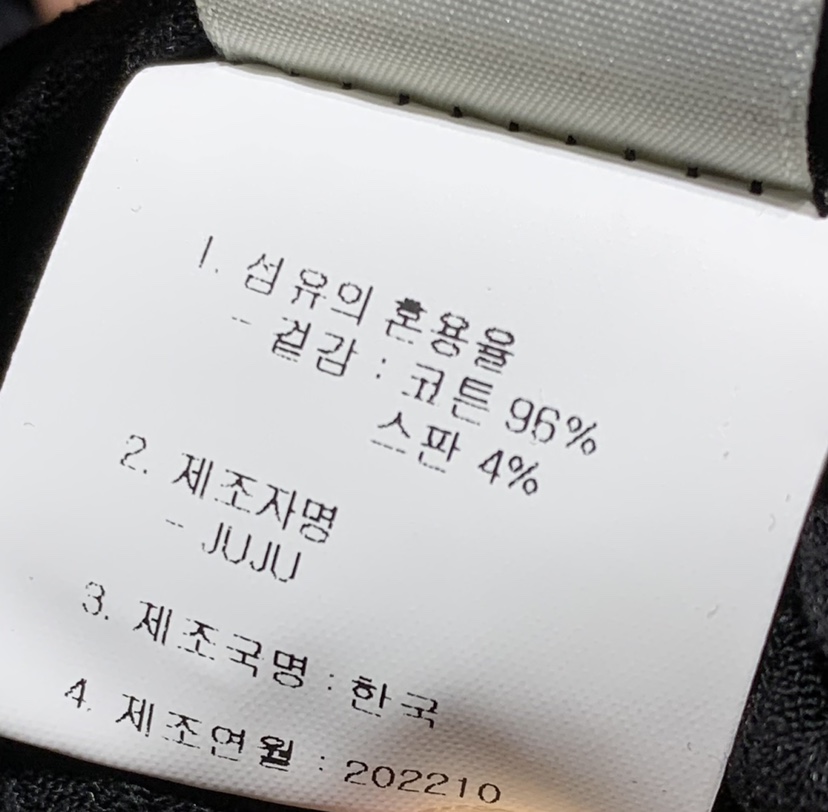 1. 섬유의 혼용율
- 겉감 : 코튼 96%
스판 4%
2. 제조자명
- JUJU
3. 제조국명 : 한국
4. 제조연월 : 202210